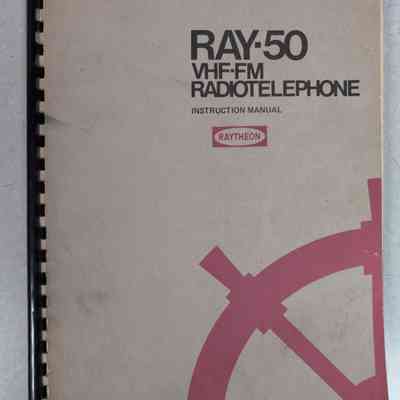 RAY-50
VHF-FM
RADIOTELEPHONE
INSTRUCTION MANUAL
RAYTHEON